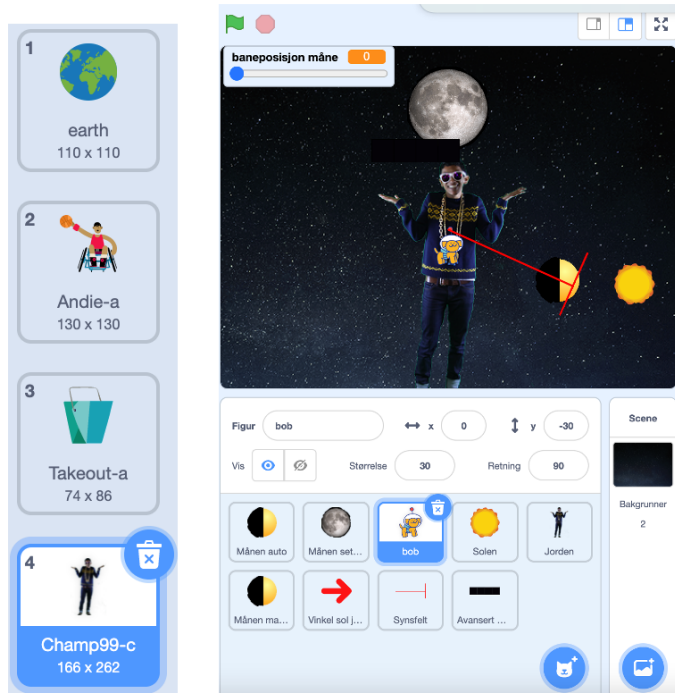 1
earth
110 x 110
2
Andie-a
130 x 130
3
Takeout-a
74 x 86
4
Champ99-c
166 x 262
baneposisjon måne 0
Figur bob x 0 y -30
Vis Størrelse 30 Retning 90
Månen auto Månen set... bob Solen Jorden
Månen ma... Vinkel sol j... Synsfelt Avansert ...
Scene
Bakgrunner
2